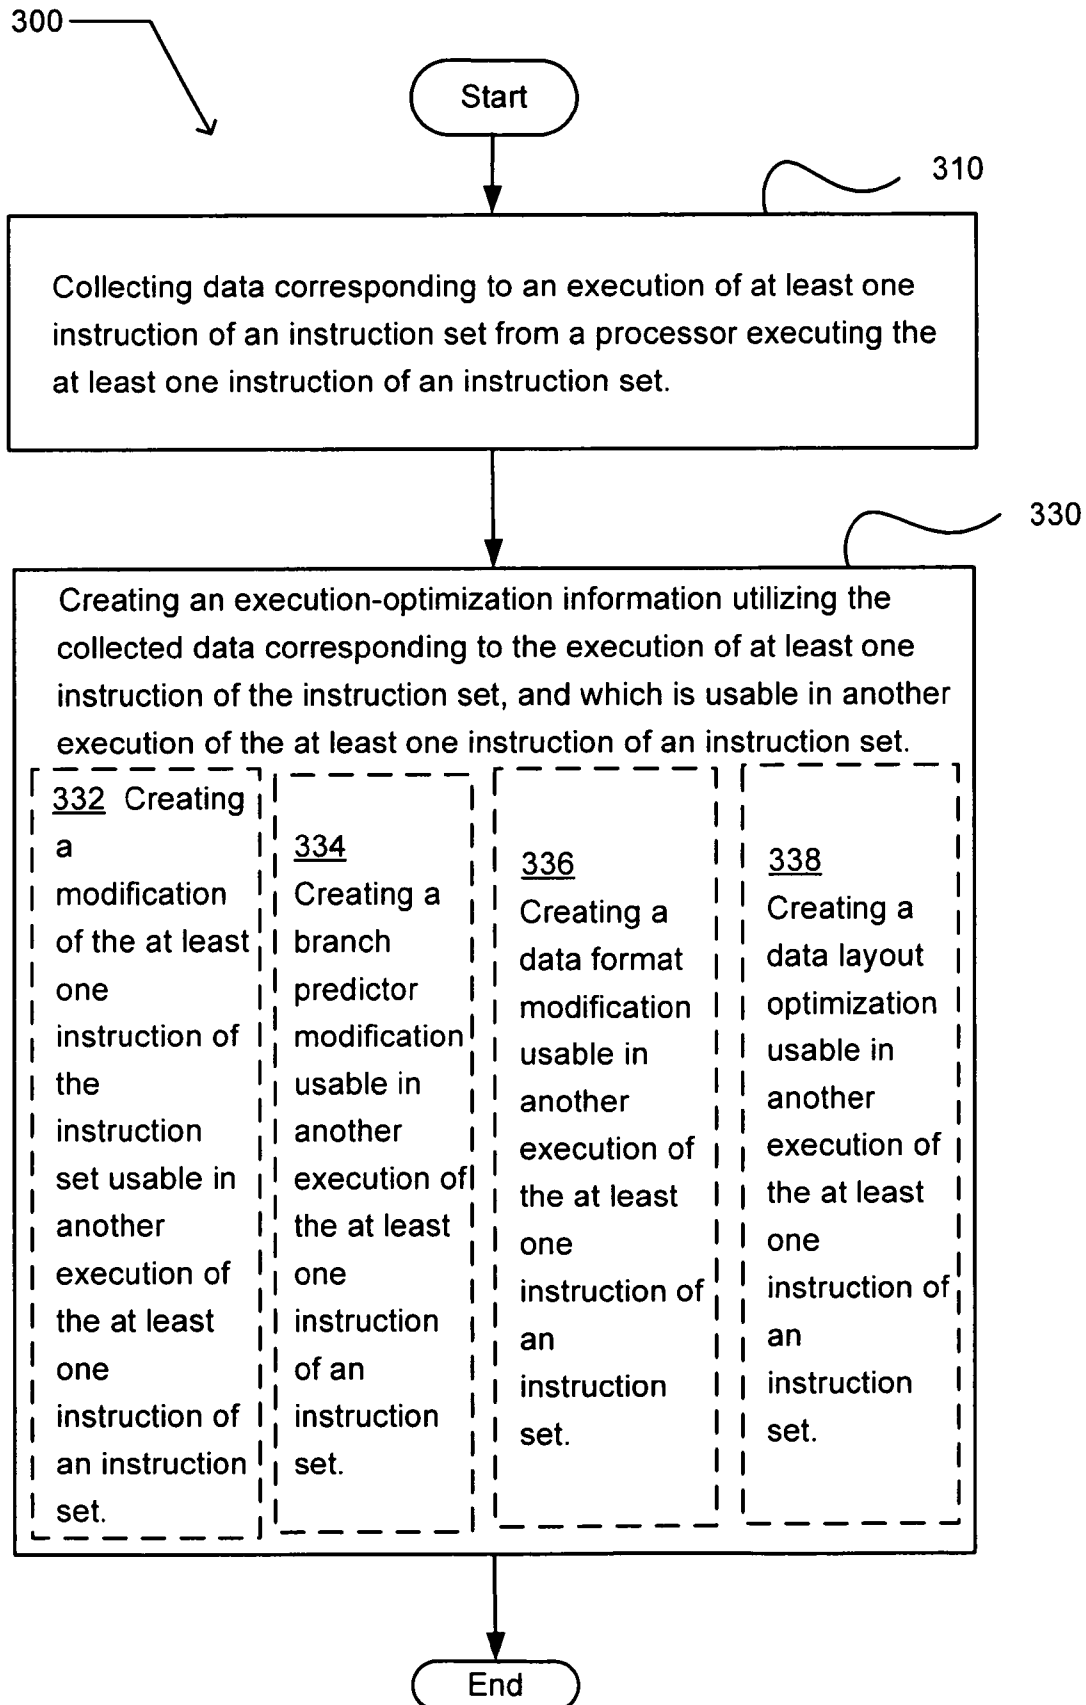 300
Start
310
Collecting data corresponding to an execution of at least one
instruction of an instruction set from a processor executing the
at least one instruction of an instruction set.
330
Creating an execution-optimization information utilizing the
collected data corresponding to the execution of at least one
instruction of the instruction set, and which is usable in another
execution of the at least one instruction of an instruction set.
332 Creating
a
modification
of the at least
one
instruction of
the
instruction
set usable in
another
execution of
the at least
one
instruction of
an instruction
set.
334
Creating a
branch
predictor
modification
usable in
another
execution of
the at least
one
instruction
of an
instruction
set.
336
Creating a
data format
modification
usable in
another
execution of
the at least
one
instruction of
an
instruction
set.
338
Creating a
data layout
optimization
usable in
another
execution of
the at least
one
instruction of
an
instruction
set.
End